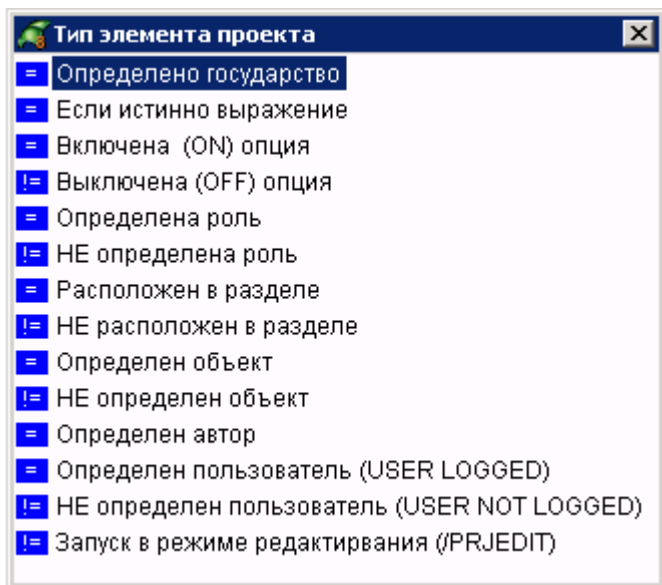 Тип элемента проекта
= Определено государство
= Если истинно выражение
= Включена (ON) опция
!= Выключена (OFF) опция
= Определена роль
!= НЕ определена роль
= Расположен в разделе
!= НЕ расположен в разделе
= Определен объект
!= НЕ определен объект
= Определен автор
= Определен пользователь (USER LOGGED)
!= НЕ определен пользователь (USER NOT LOGGED)
!= Запуск в режиме редактирвания (/PRJEDIT)